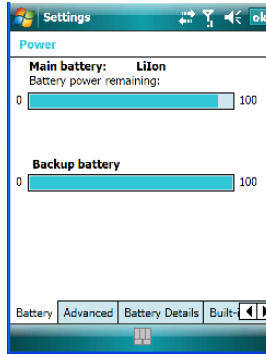 Settings
ok
Power
Main battery: LiIon
Battery power remaining:
0 100
Backup battery
0 100
Battery Advanced Battery Details Built-i